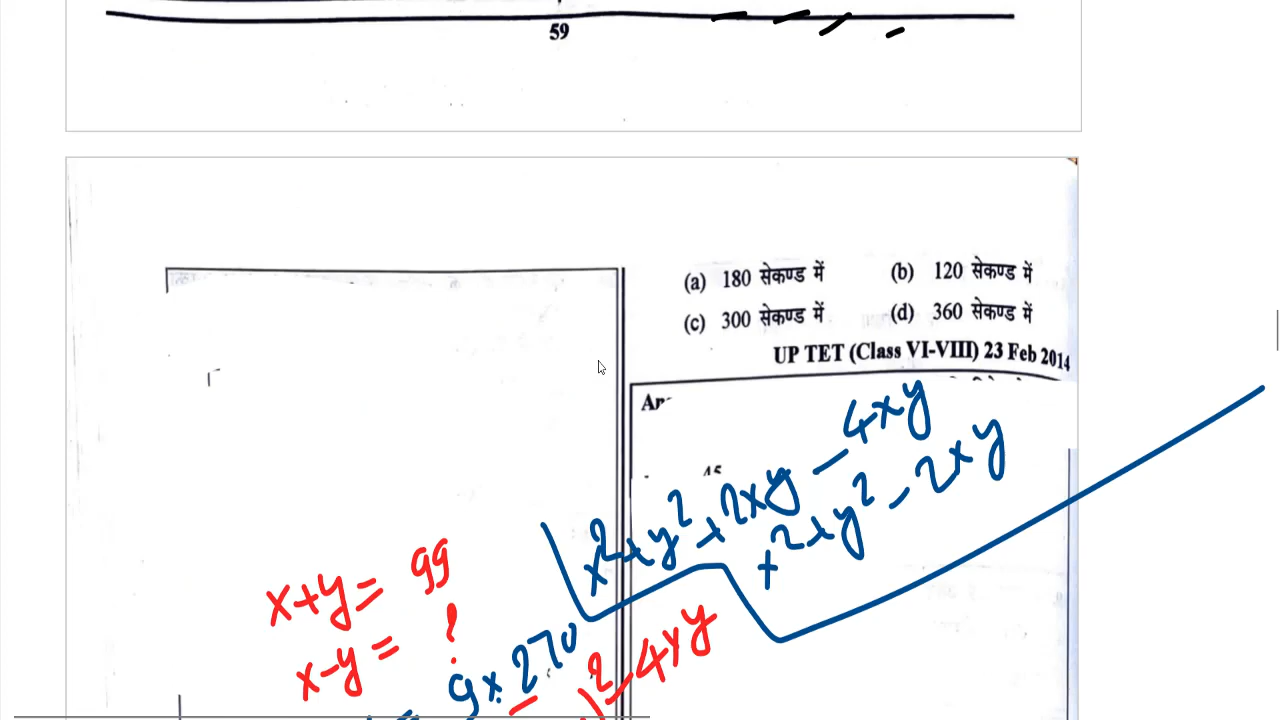 59
(a) 180 सेकण्ड में (b) 120 सेकण्ड में
(c) 300 सेकण्ड में (d) 360 सेकण्ड में
UP TET (Class VI-VIII) 23 Feb 2014
x²+y²+2xy-4xy
x²+y²-2xy
x+y= 99
x-y= ?
9×270
²-4xy